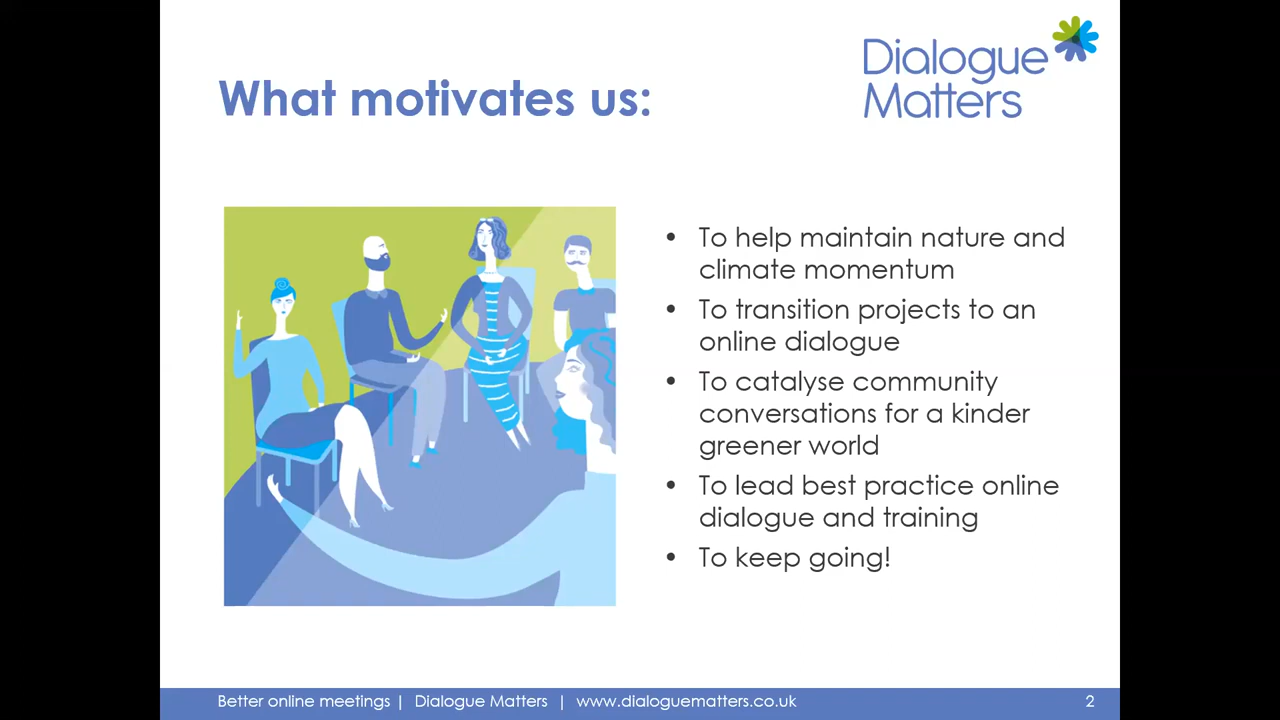 Dialogue
Matters
What motivates us:
• To help maintain nature and
climate momentum
• To transition projects to an
online dialogue
• To catalyse community
conversations for a kinder
greener world
• To lead best practice online
dialogue and training
• To keep going!
Better online meetings | Dialogue Matters | www.dialoguematters.co.uk 2